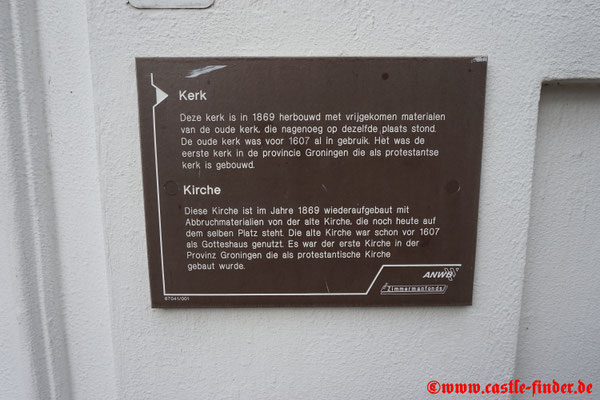 Kerk
Deze kerk is in 1869 herbouwd met vrijgekomen materialen
van de oude kerk, die nagenoeg op dezelfde plaats stond.
De oude kerk was voor 1607 al in gebruik. Het was de
eerste kerk in de provincie Groningen die als protestantse
kerk is gebouwd.
Kirche
Diese Kirche ist im Jahre 1869 wiederaufgebaut mit
Abbruchmaterialien von der alte Kirche, die noch heute auf
dem selben Platz steht. Die alte Kirche war schon vor 1607
als Gotteshaus genutzt. Es war der erste Kirche in der
Provinz Groningen die als protestantische Kirche
gebaut wurde.
ANWB
Zimmermanfonds
67041/001
©www.castle-finder.de